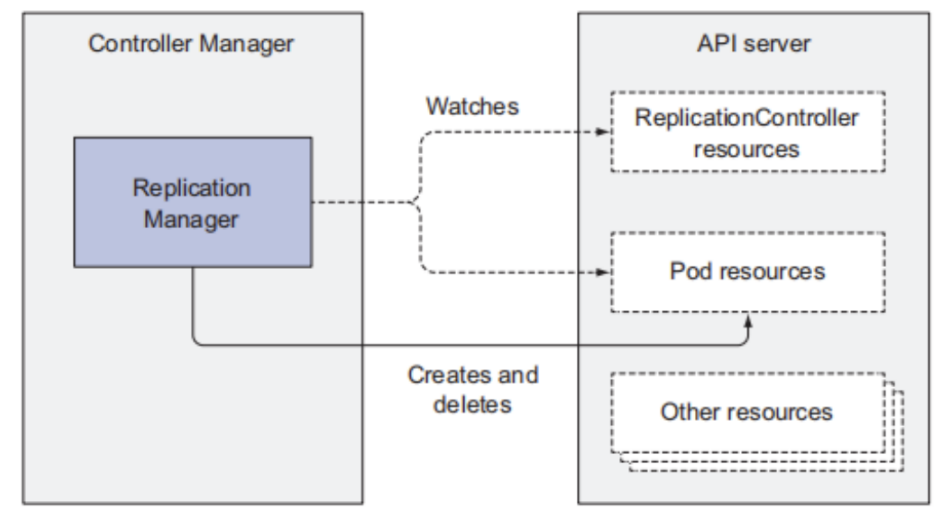 Controller Manager
API server
Watches
ReplicationController
resources
Replication
Manager
Pod resources
Creates and
deletes
Other resources